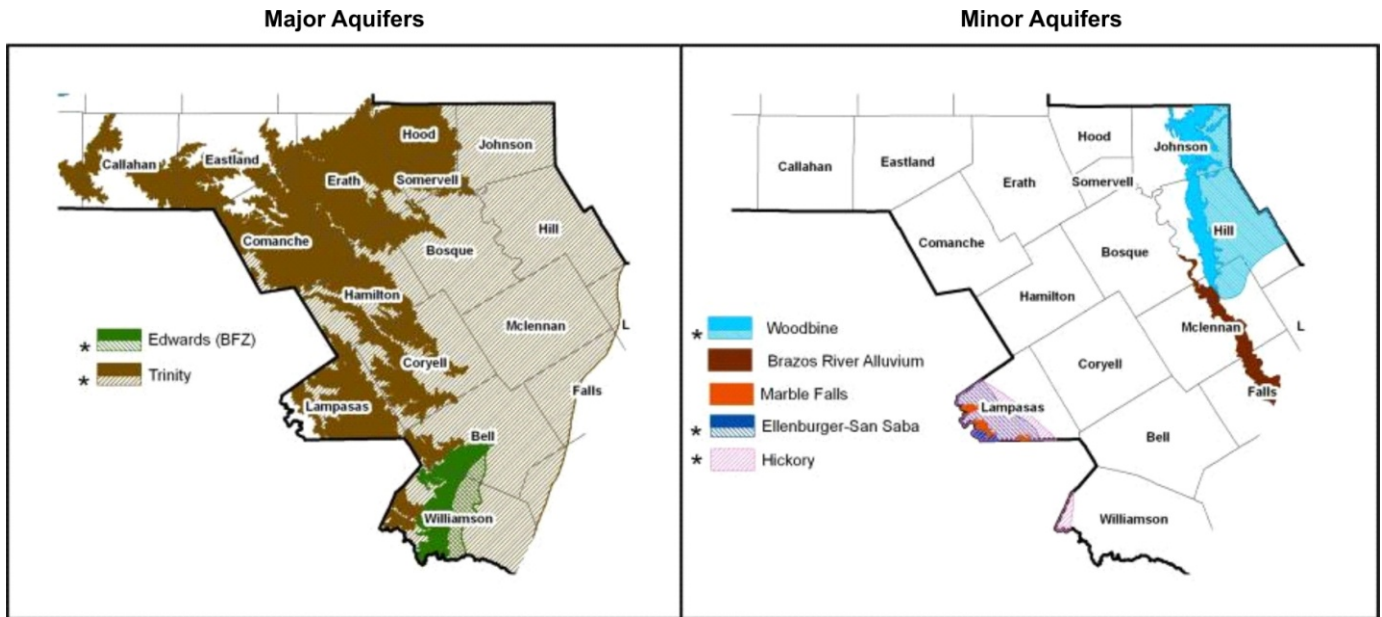 Major Aquifers
Minor Aquifers
Hood
Johnson
Callahan
Eastland
Erath
Somervell
Comanche
Bosque
Hill
Hamilton
Mclennan
L
* Edwards (BFZ)
* Trinity
Coryell
Falls
Lampasas
Bell
Williamson
Hood
Johnson
Callahan
Eastland
Erath
Somervell
Comanche
Bosque
Hill
Hamilton
Mclennan
L
* Woodbine
Brazos River Alluvium
Marble Falls
* Ellenburger-San Saba
* Hickory
Coryell
Falls
Lampasas
Bell
Williamson